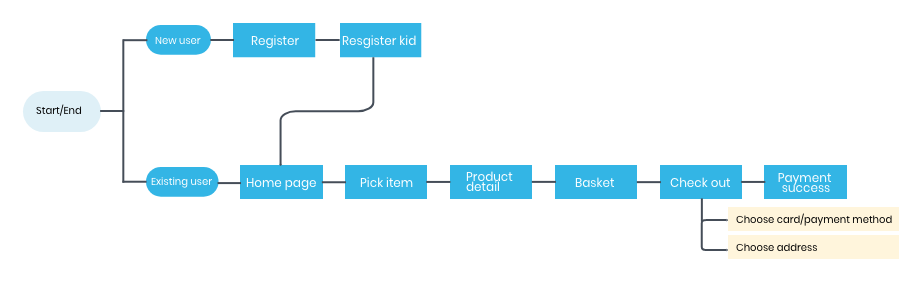 New user
Register
Resgister kid
Start/End
Existing user
Home page
Pick item
Product
detail
Basket
Check out
Payment
success
Choose card/payment method
Choose address